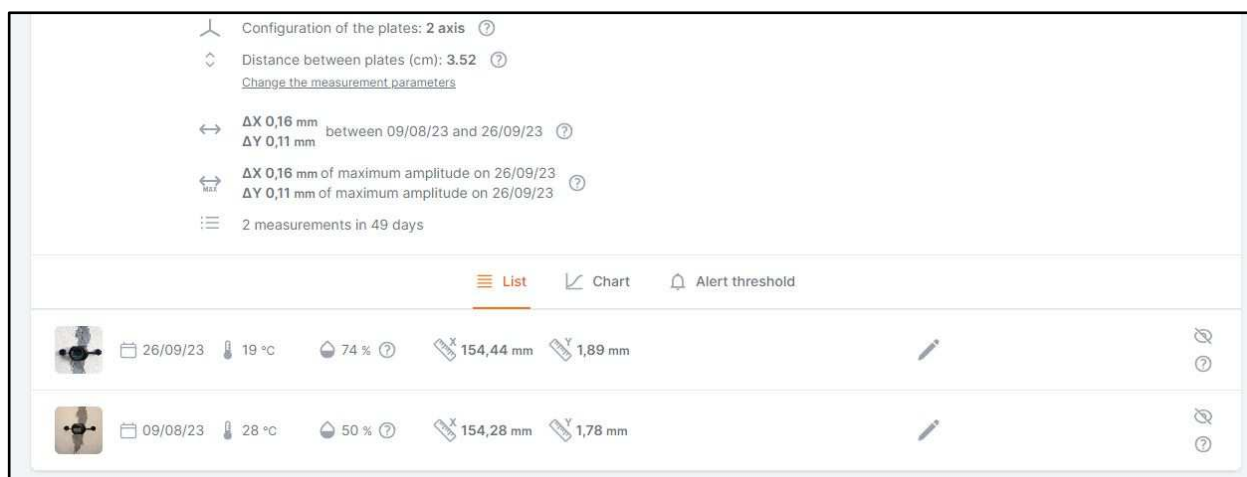 Configuration of the plates: 2 axis ?
Distance between plates (cm): 3.52 ?
Change the measurement parameters
ΔX 0,16 mm
ΔY 0,11 mm between 09/08/23 and 26/09/23 ?
MAX ΔX 0,16 mm of maximum amplitude on 26/09/23
ΔY 0,11 mm of maximum amplitude on 26/09/23 ?
2 measurements in 49 days
List Chart Alert threshold
26/09/23 19 °C 74 % ? X 154,44 mm Y 1,89 mm ?
09/08/23 28 °C 50 % ? X 154,28 mm Y 1,78 mm ?